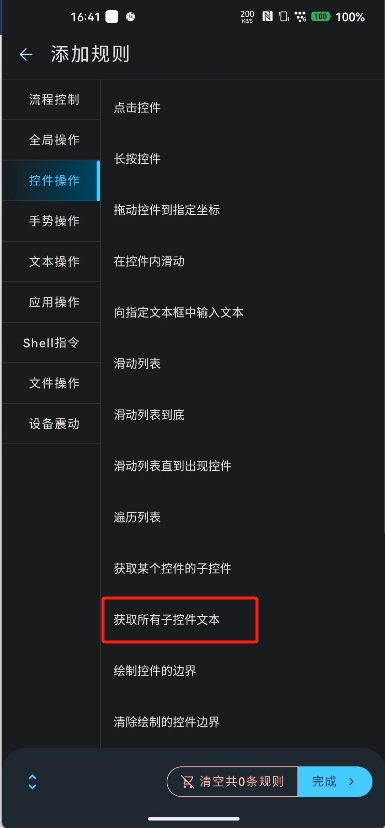 16:41
200 KB/S
100
100%
添加规则
流程控制
全局操作
控件操作
手势操作
文本操作
应用操作
Shell指令
文件操作
设备震动
点击控件
长按控件
拖动控件到指定坐标
在控件内滑动
向指定文本框中输入文本
滑动列表
滑动列表到底
滑动列表直到出现控件
遍历列表
获取某个控件的子控件
获取所有子控件文本
绘制控件的边界
清除绘制的控件边界
清空共0条规则
完成